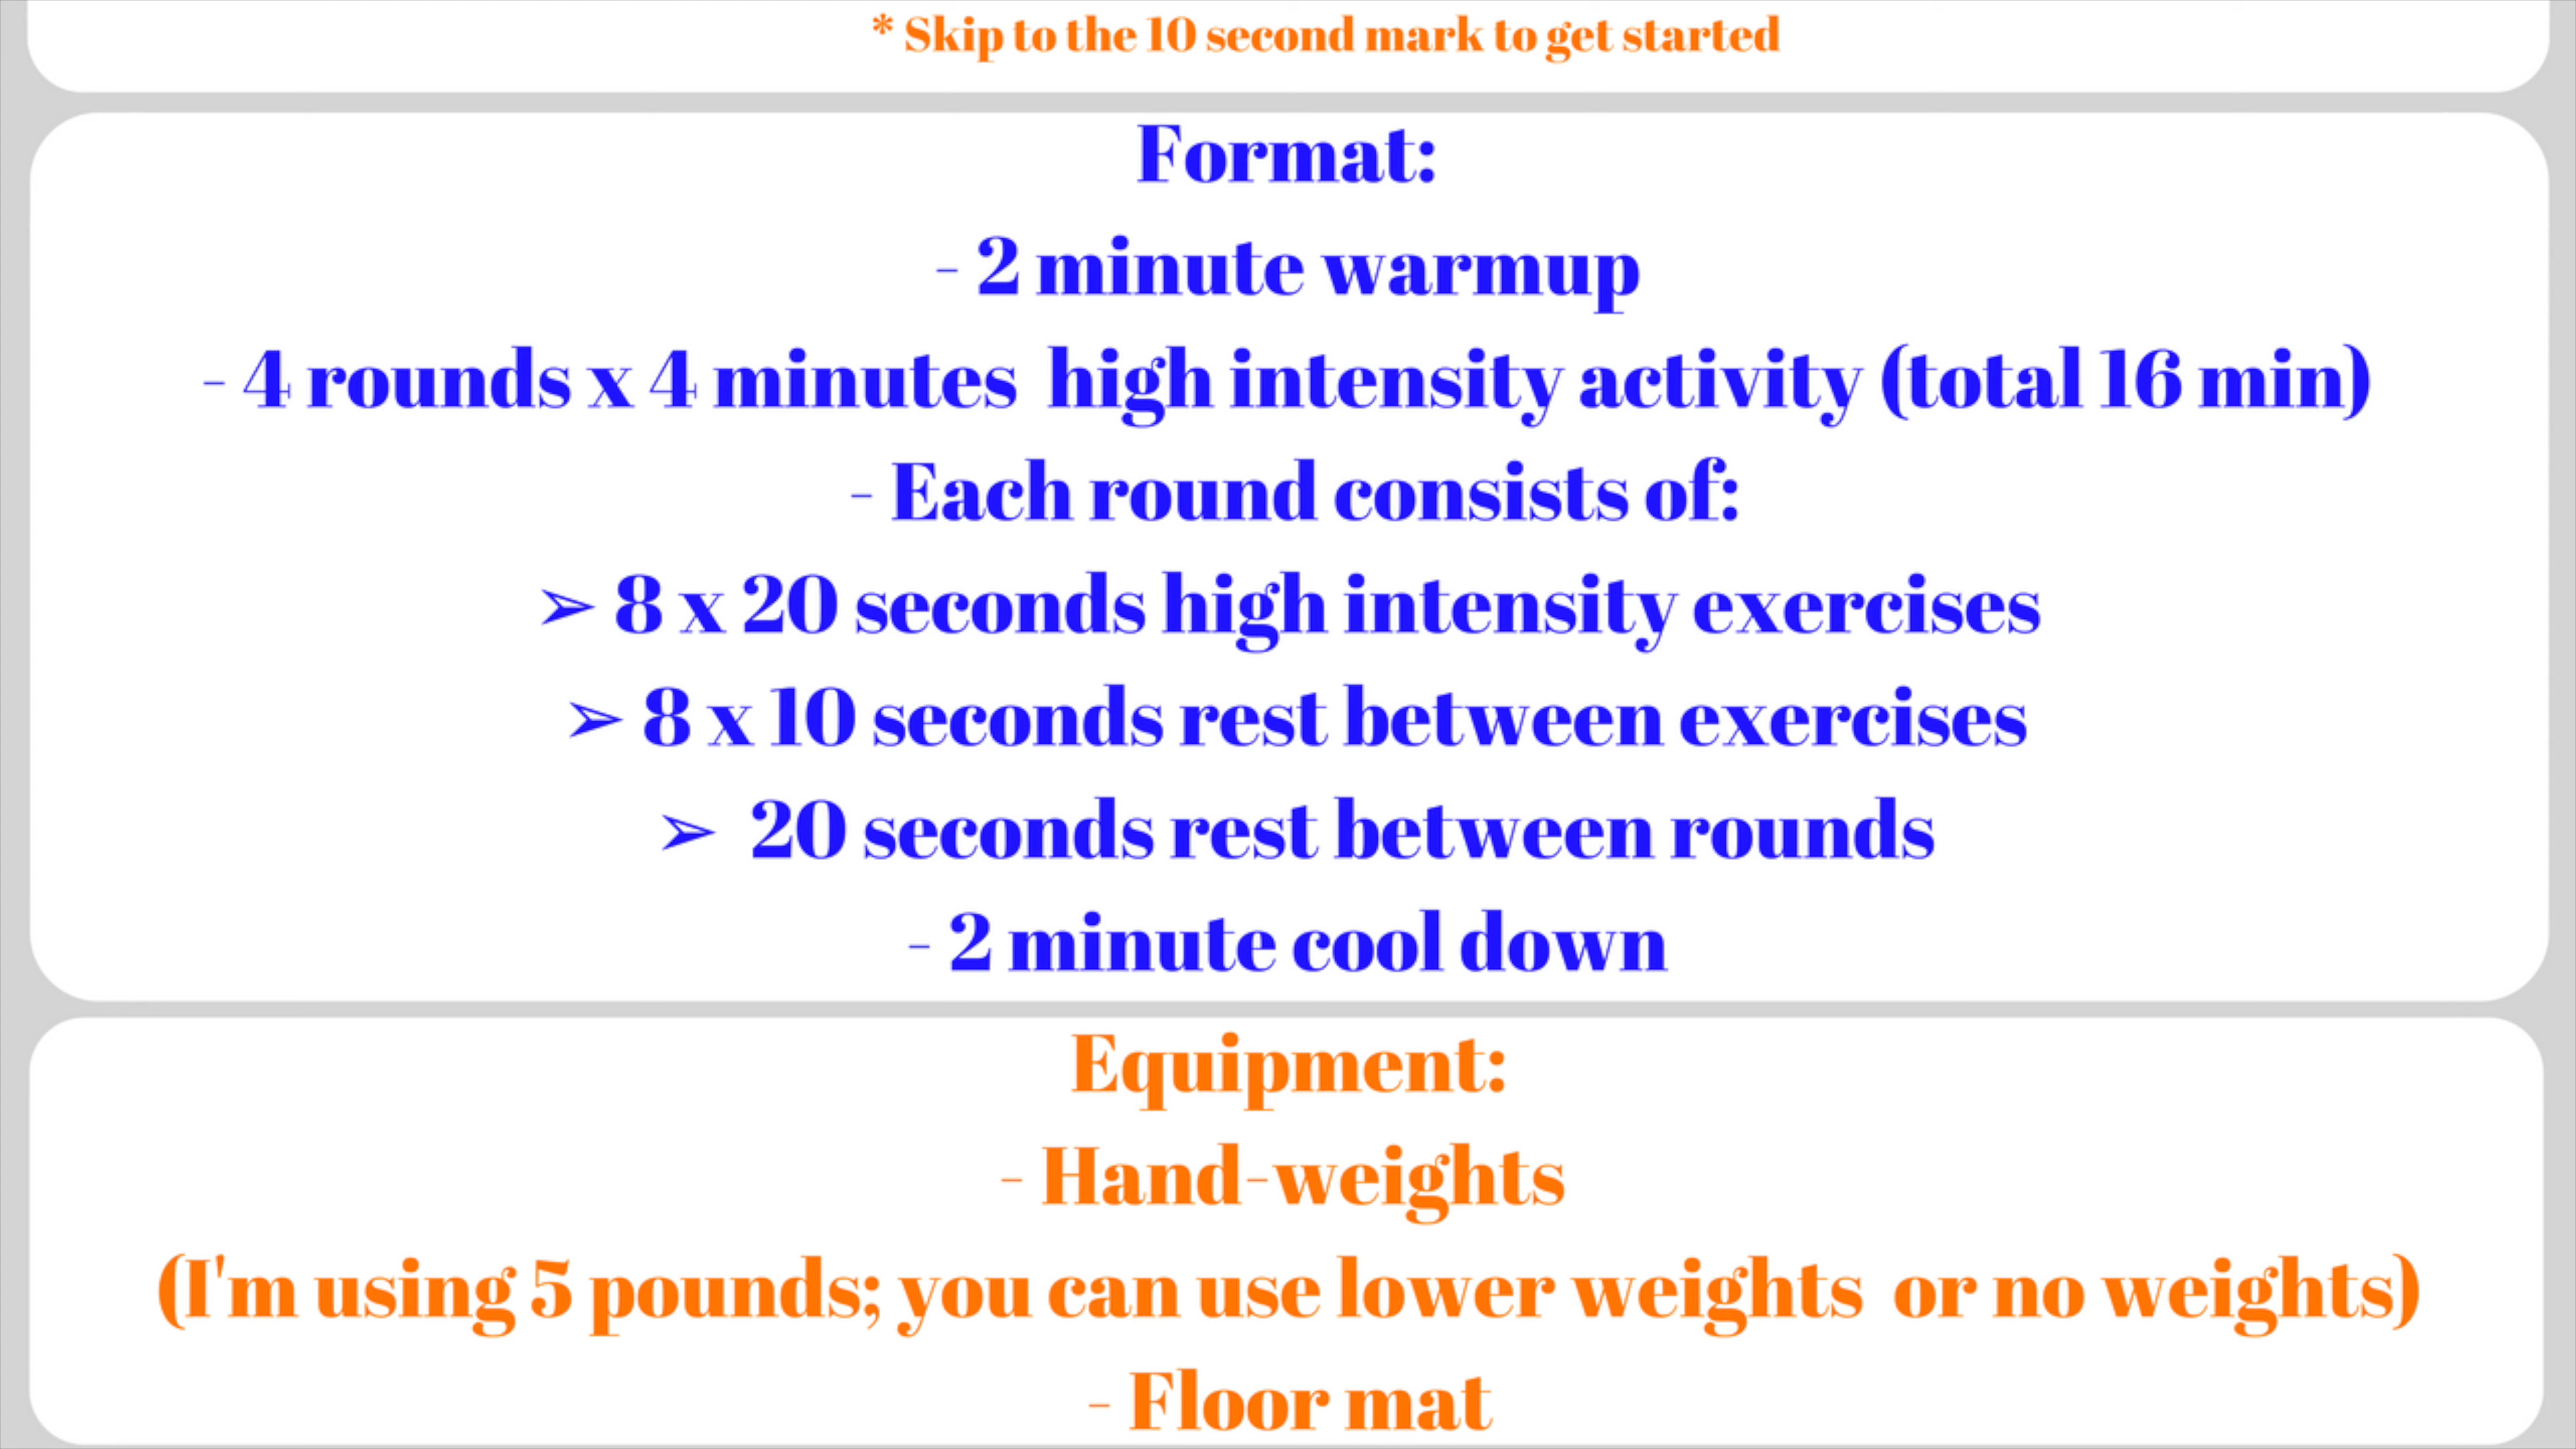 * Skip to the 10 second mark to get started
Format:
- 2 minute warmup
- 4 rounds x 4 minutes  high intensity activity (total 16 min)
- Each round consists of:
➢ 8 x 20 seconds high intensity exercises
➢ 8 x 10 seconds rest between exercises
➢  20 seconds rest between rounds
- 2 minute cool down
Equipment:
- Hand-weights
(I'm using 5 pounds; you can use lower weights  or no weights)
- Floor mat